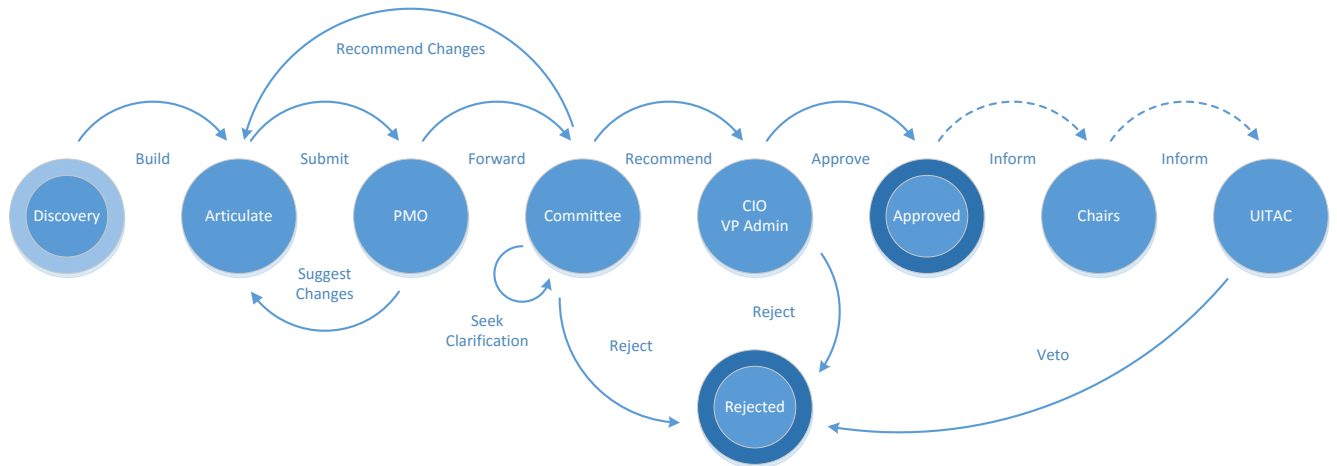 Recommend Changes
Build
Submit
Forward
Recommend
Approve
Inform
Inform
Discovery
Articulate
PMO
Committee
CIO
VP Admin
Approved
Chairs
UITAC
Suggest
Changes
Seek
Clarification
Reject
Reject
Veto
Rejected